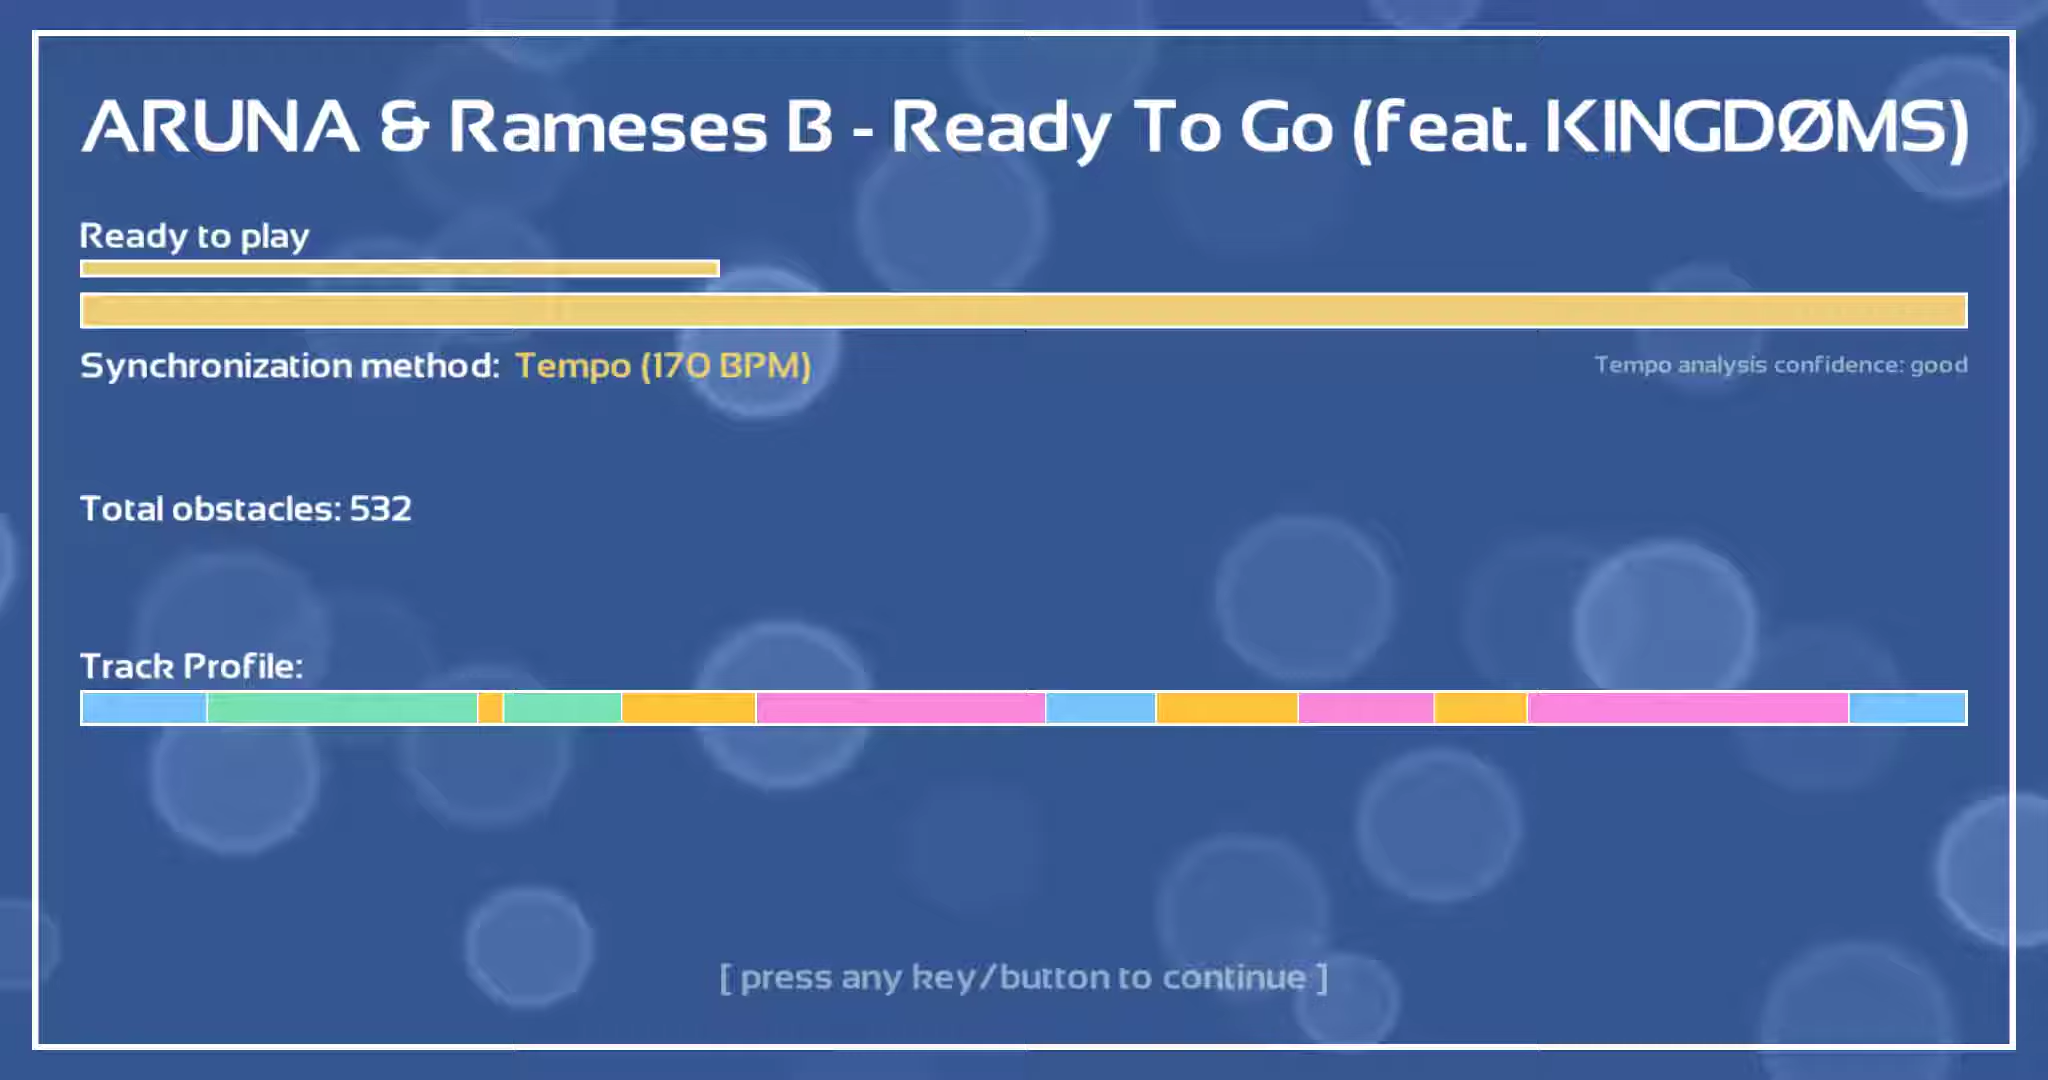 ARUNA & Rameses B - Ready To Go (feat. KINGDØMS)
Ready to play
Synchronization method: Tempo (170 BPM)
Tempo analysis confidence: good
Total obstacles: 532
Track Profile:
[ press any key/button to continue ]